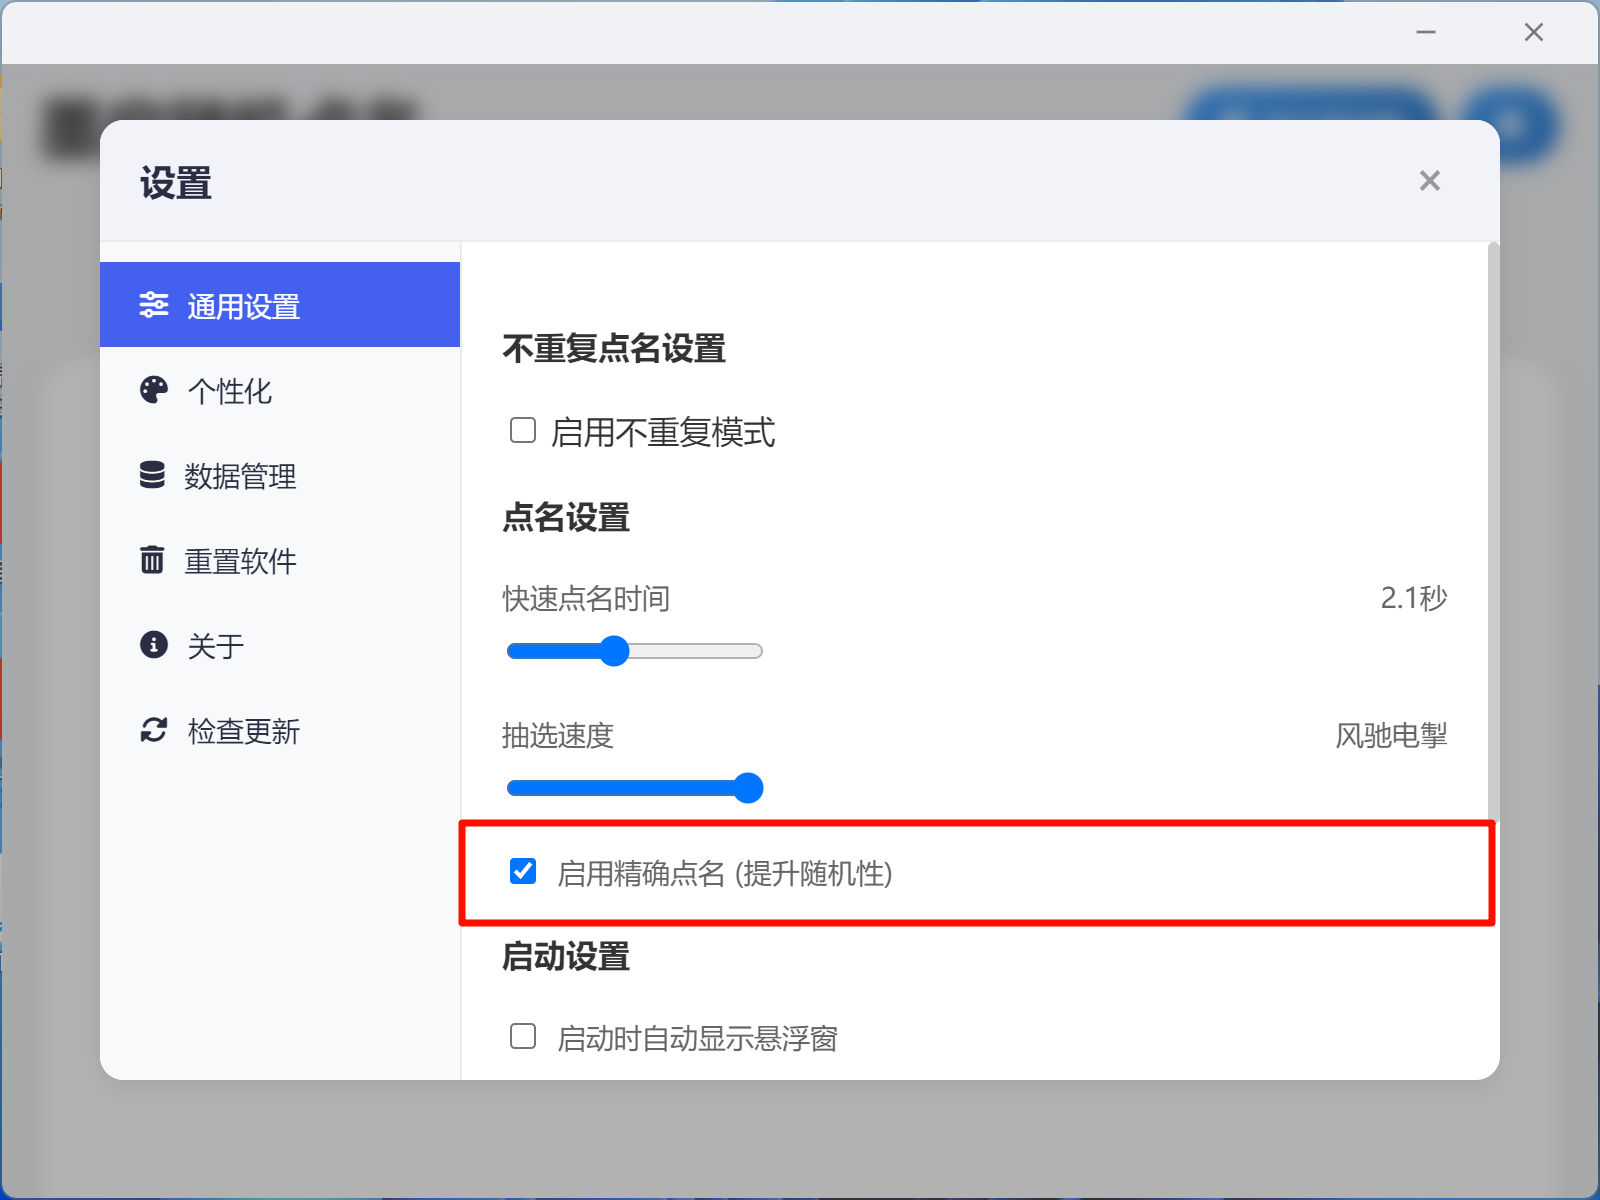 设置
通用设置
个性化
数据管理
重置软件
关于
检查更新
不重复点名设置
启用不重复模式
点名设置
快速点名时间 2.1秒
抽选速度 风驰电掣
启用精确点名 (提升随机性)
启动设置
启动时自动显示悬浮窗